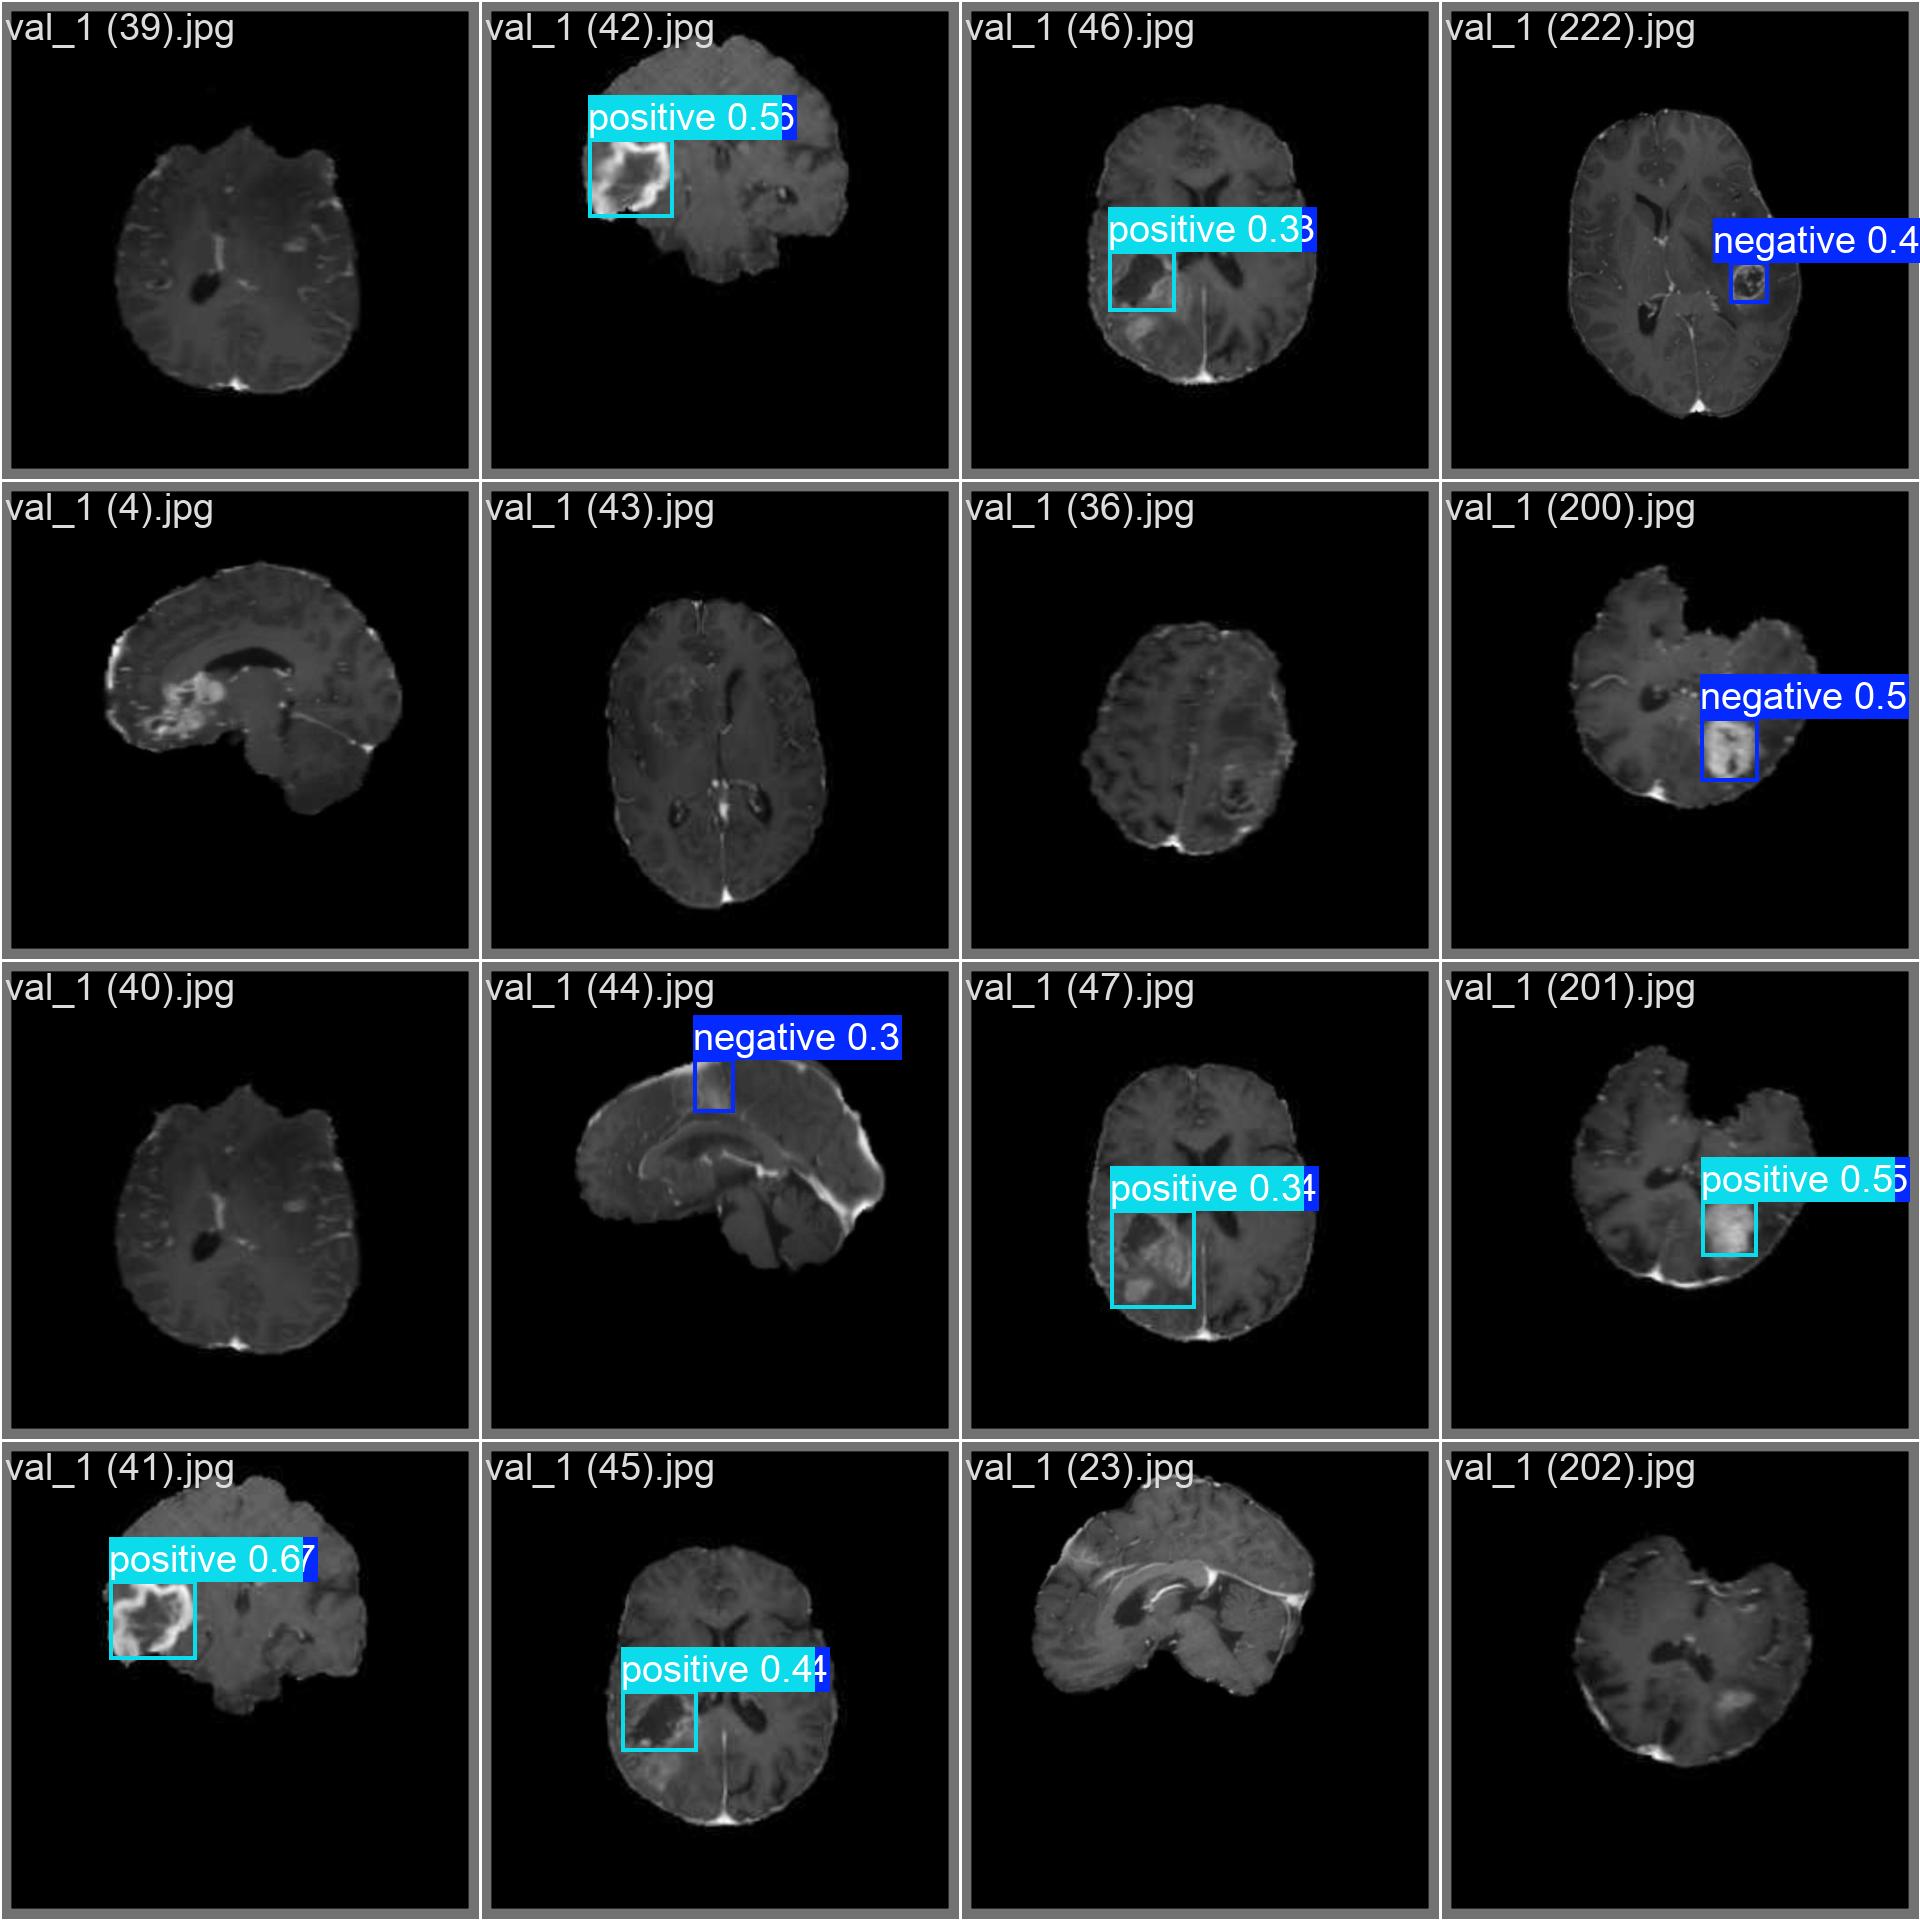 val_1 (39).jpg
val_1 (42).jpg
val_1 (46).jpg
val_1 (222).jpg
positive 0.5
positive 0.3
negative 0.4
val_1 (4).jpg
val_1 (43).jpg
val_1 (36).jpg
val_1 (200).jpg
negative 0.5
val_1 (40).jpg
val_1 (44).jpg
val_1 (47).jpg
val_1 (201).jpg
negative 0.3
positive 0.3
positive 0.5
val_1 (41).jpg
val_1 (45).jpg
val_1 (23).jpg
val_1 (202).jpg
positive 0.6
positive 0.4